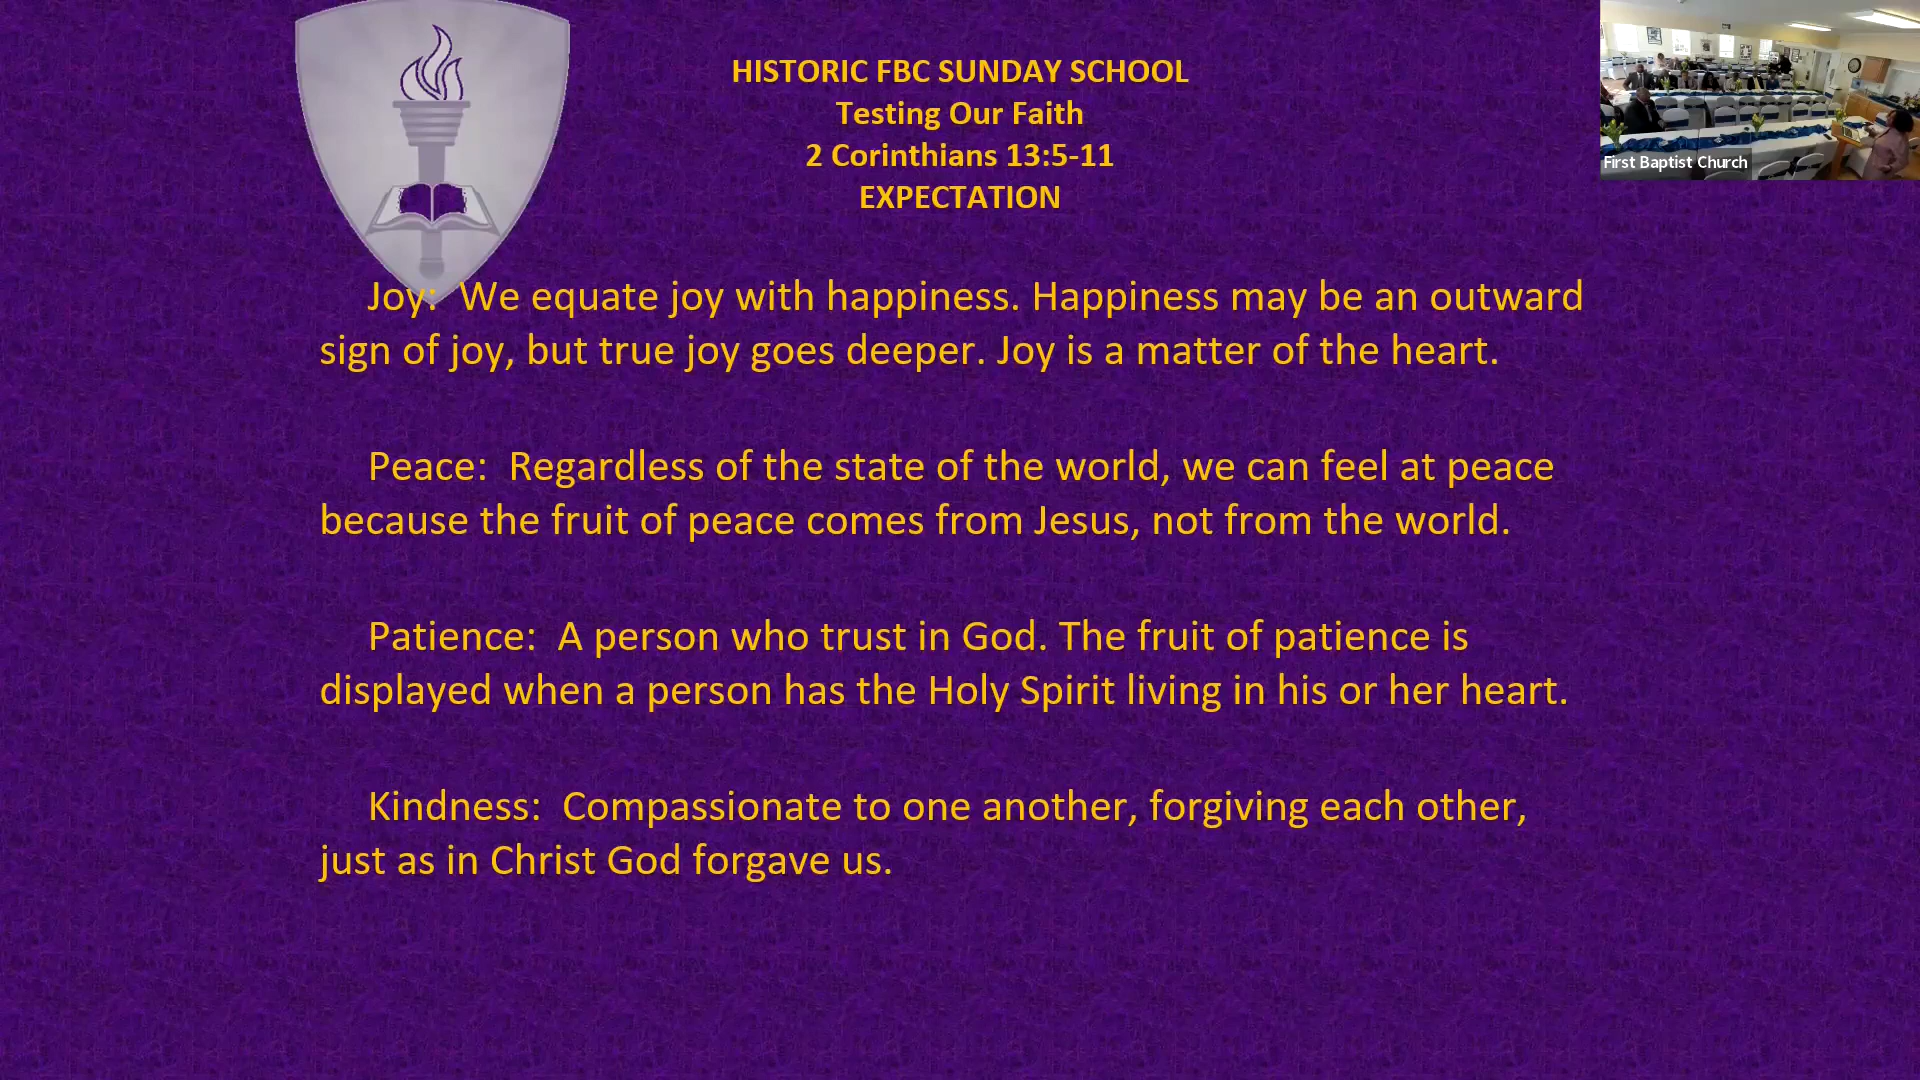 HISTORIC FBC SUNDAY SCHOOL
Testing Our Faith
2 Corinthians 13:5-11
EXPECTATION
First Baptist Church
Joy:  We equate joy with happiness. Happiness may be an outward
sign of joy, but true joy goes deeper. Joy is a matter of the heart.
Peace:  Regardless of the state of the world, we can feel at peace
because the fruit of peace comes from Jesus, not from the world.
Patience:  A person who trust in God. The fruit of patience is
displayed when a person has the Holy Spirit living in his or her heart.
Kindness:  Compassionate to one another, forgiving each other,
just as in Christ God forgave us.